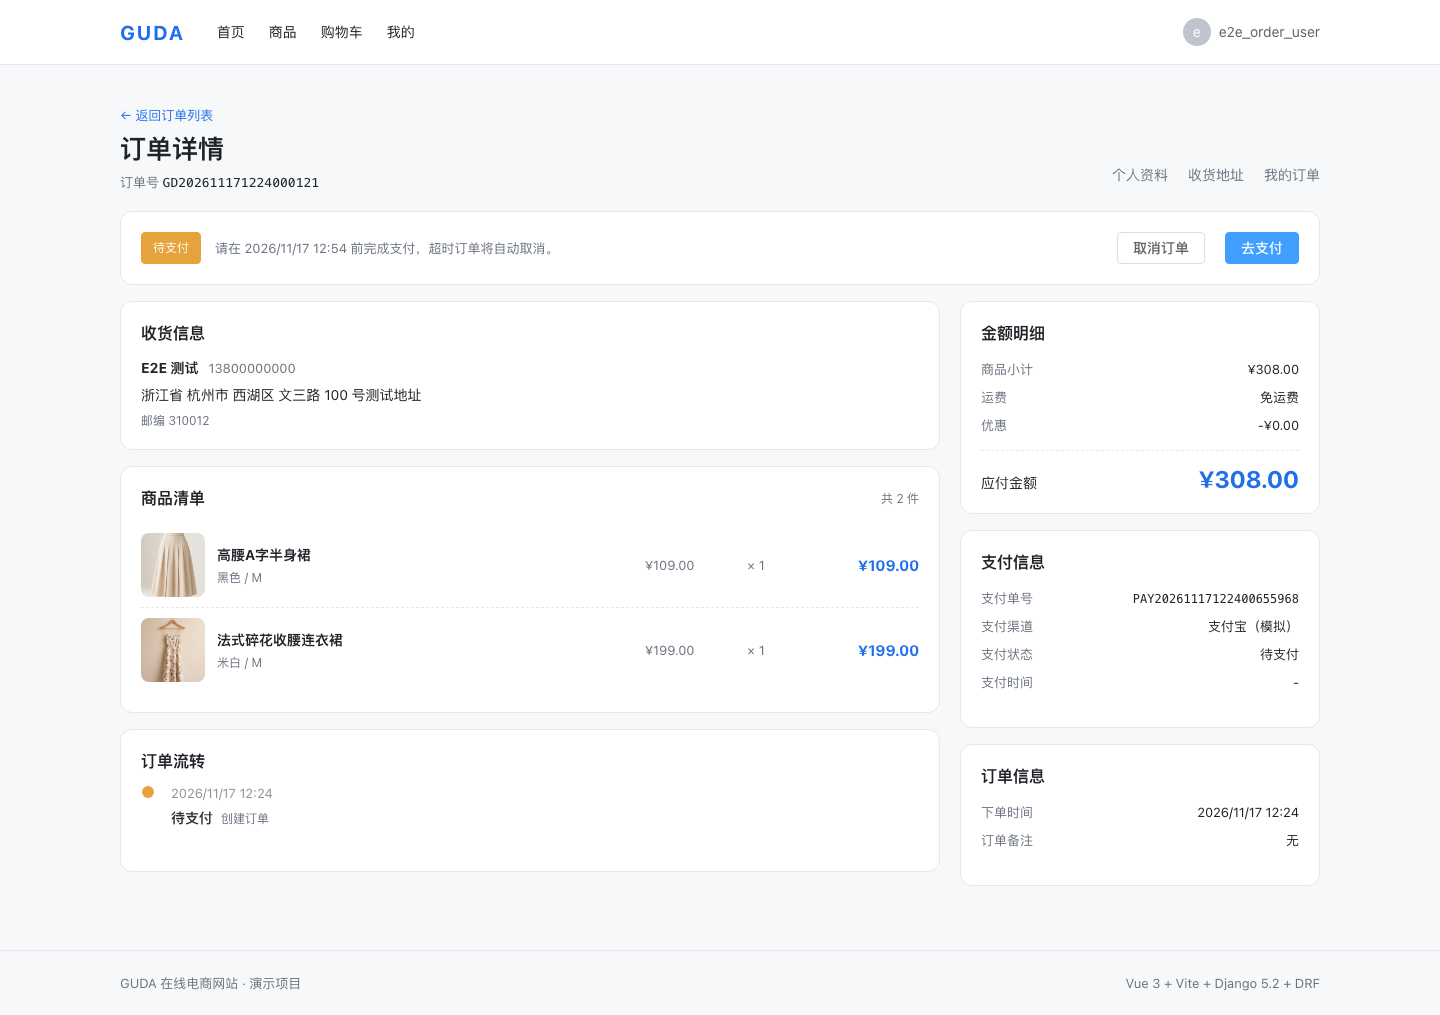 GUDA 首页 商品 购物车 我的 e e2e_order_user
← 返回订单列表
订单详情
订单号 GD202611171224000121
个人资料 收货地址 我的订单
待支付 请在 2026/11/17 12:54 前完成支付，超时订单将自动取消。 取消订单 去支付
收货信息
E2E 测试 13800000000
浙江省 杭州市 西湖区 文三路 100 号测试地址
邮编 310012
商品清单 共 2 件
高腰A字半身裙
黑色 / M
¥109.00 × 1 ¥109.00
法式碎花收腰连衣裙
米白 / M
¥199.00 × 1 ¥199.00
订单流转
2026/11/17 12:24
待支付 创建订单
金额明细
商品小计 ¥308.00
运费 免运费
优惠 -¥0.00
应付金额 ¥308.00
支付信息
支付单号 PAY20261117122400655968
支付渠道 支付宝（模拟）
支付状态 待支付
支付时间 -
订单信息
下单时间 2026/11/17 12:24
订单备注 无
GUDA 在线电商网站 · 演示项目 Vue 3 + Vite + Django 5.2 + DRF